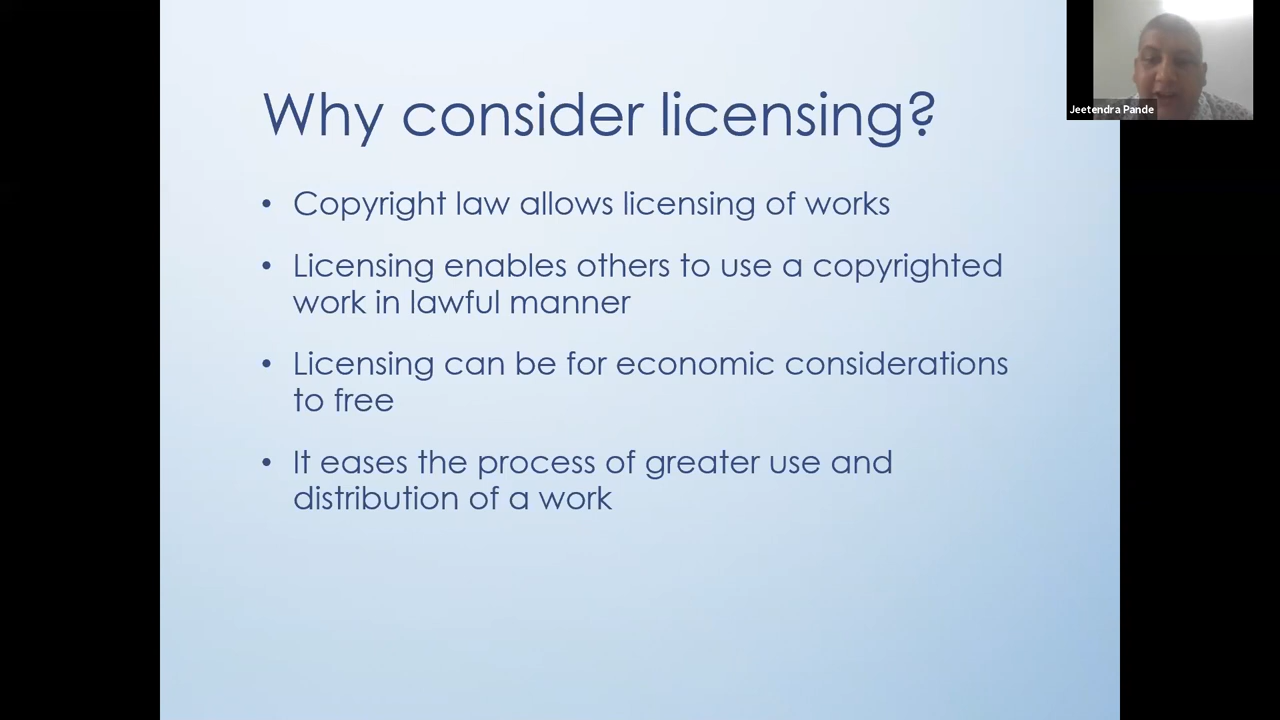 Why consider licensing?
• Copyright law allows licensing of works
• Licensing enables others to use a copyrighted
work in lawful manner
• Licensing can be for economic considerations
to free
• It eases the process of greater use and
distribution of a work
Jeetendra Pande